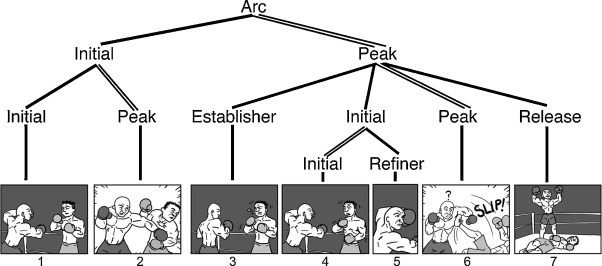 Arc
Initial Peak
Initial Peak Establisher Initial Peak Release
Initial Refiner
?
SLIP!
1 2 3 4 5 6 7